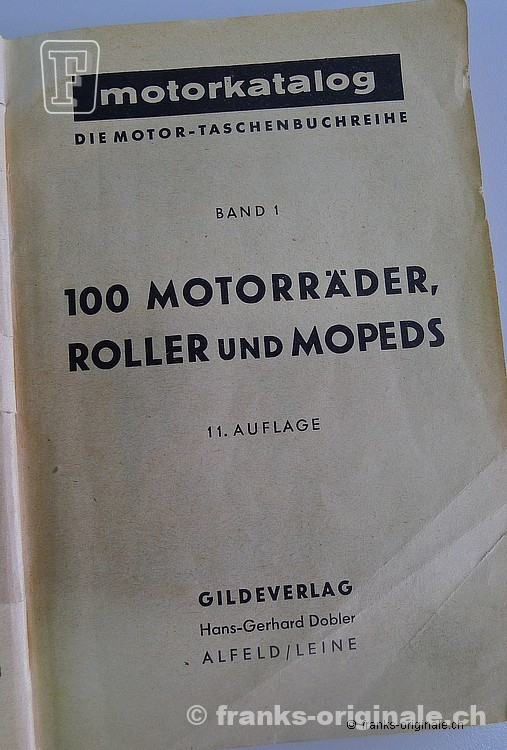 F
motorkatalog
DIE MOTOR-TASCHENBUCHREIHE
BAND 1
100 MOTORRÄDER,
ROLLER UND MOPEDS
11. AUFLAGE
GILDEVERLAG
Hans-Gerhard Dobler
ALFELD/LEINE
© franks-originale.ch
© franks-originale.ch